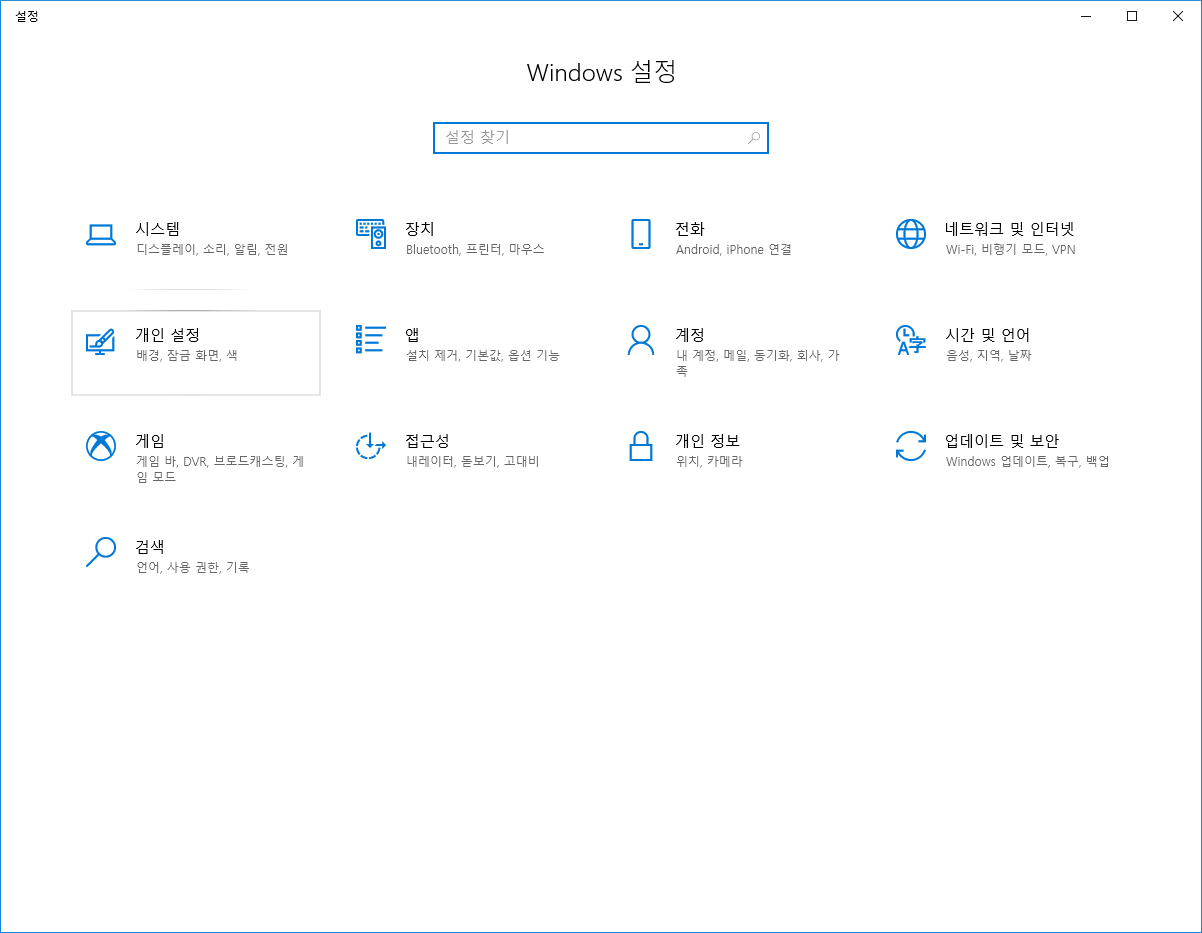 설정
Windows 설정
설정 찾기
시스템
디스플레이, 소리, 알림, 전원
장치
Bluetooth, 프린터, 마우스
전화
Android, iPhone 연결
네트워크 및 인터넷
Wi-Fi, 비행기 모드, VPN
개인 설정
배경, 잠금 화면, 색
앱
설치 제거, 기본값, 옵션 기능
계정
내 계정, 메일, 동기화, 회사, 가
족
시간 및 언어
음성, 지역, 날짜
게임
게임 바, DVR, 브로드캐스팅, 게
임 모드
접근성
내레이터, 돋보기, 고대비
개인 정보
위치, 카메라
업데이트 및 보안
Windows 업데이트, 복구, 백업
검색
언어, 사용 권한, 기록